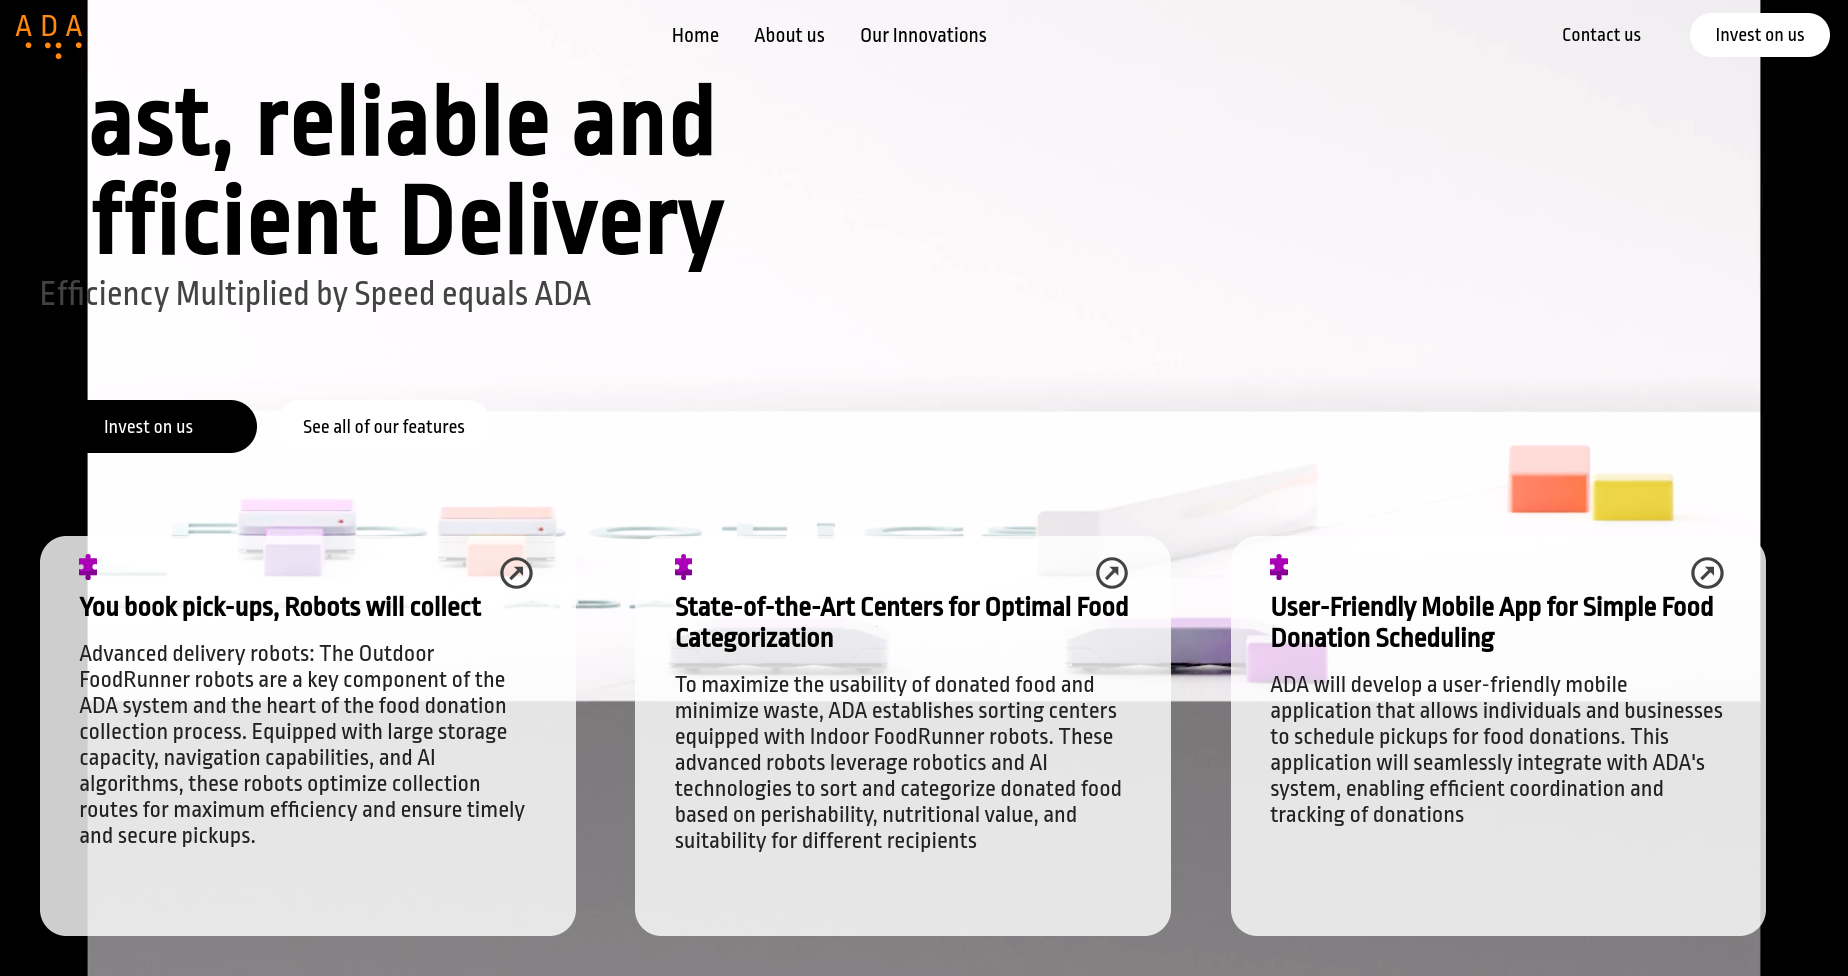 ADA
Home
About us
Our Innovations
Contact us
Invest on us
ast, reliable and
fficient Delivery
Efficiency Multiplied by Speed equals ADA
Invest on us
See all of our features
You book pick-ups, Robots will collect
Advanced delivery robots: The Outdoor
FoodRunner robots are a key component of the
ADA system and the heart of the food donation
collection process. Equipped with large storage
capacity, navigation capabilities, and AI
algorithms, these robots optimize collection
routes for maximum efficiency and ensure timely
and secure pickups.
State-of-the-Art Centers for Optimal Food
Categorization
To maximize the usability of donated food and
minimize waste, ADA establishes sorting centers
equipped with Indoor FoodRunner robots. These
advanced robots leverage robotics and AI
technologies to sort and categorize donated food
based on perishability, nutritional value, and
suitability for different recipients
User-Friendly Mobile App for Simple Food
Donation Scheduling
ADA will develop a user-friendly mobile
application that allows individuals and businesses
to schedule pickups for food donations. This
application will seamlessly integrate with ADA's
system, enabling efficient coordination and
tracking of donations